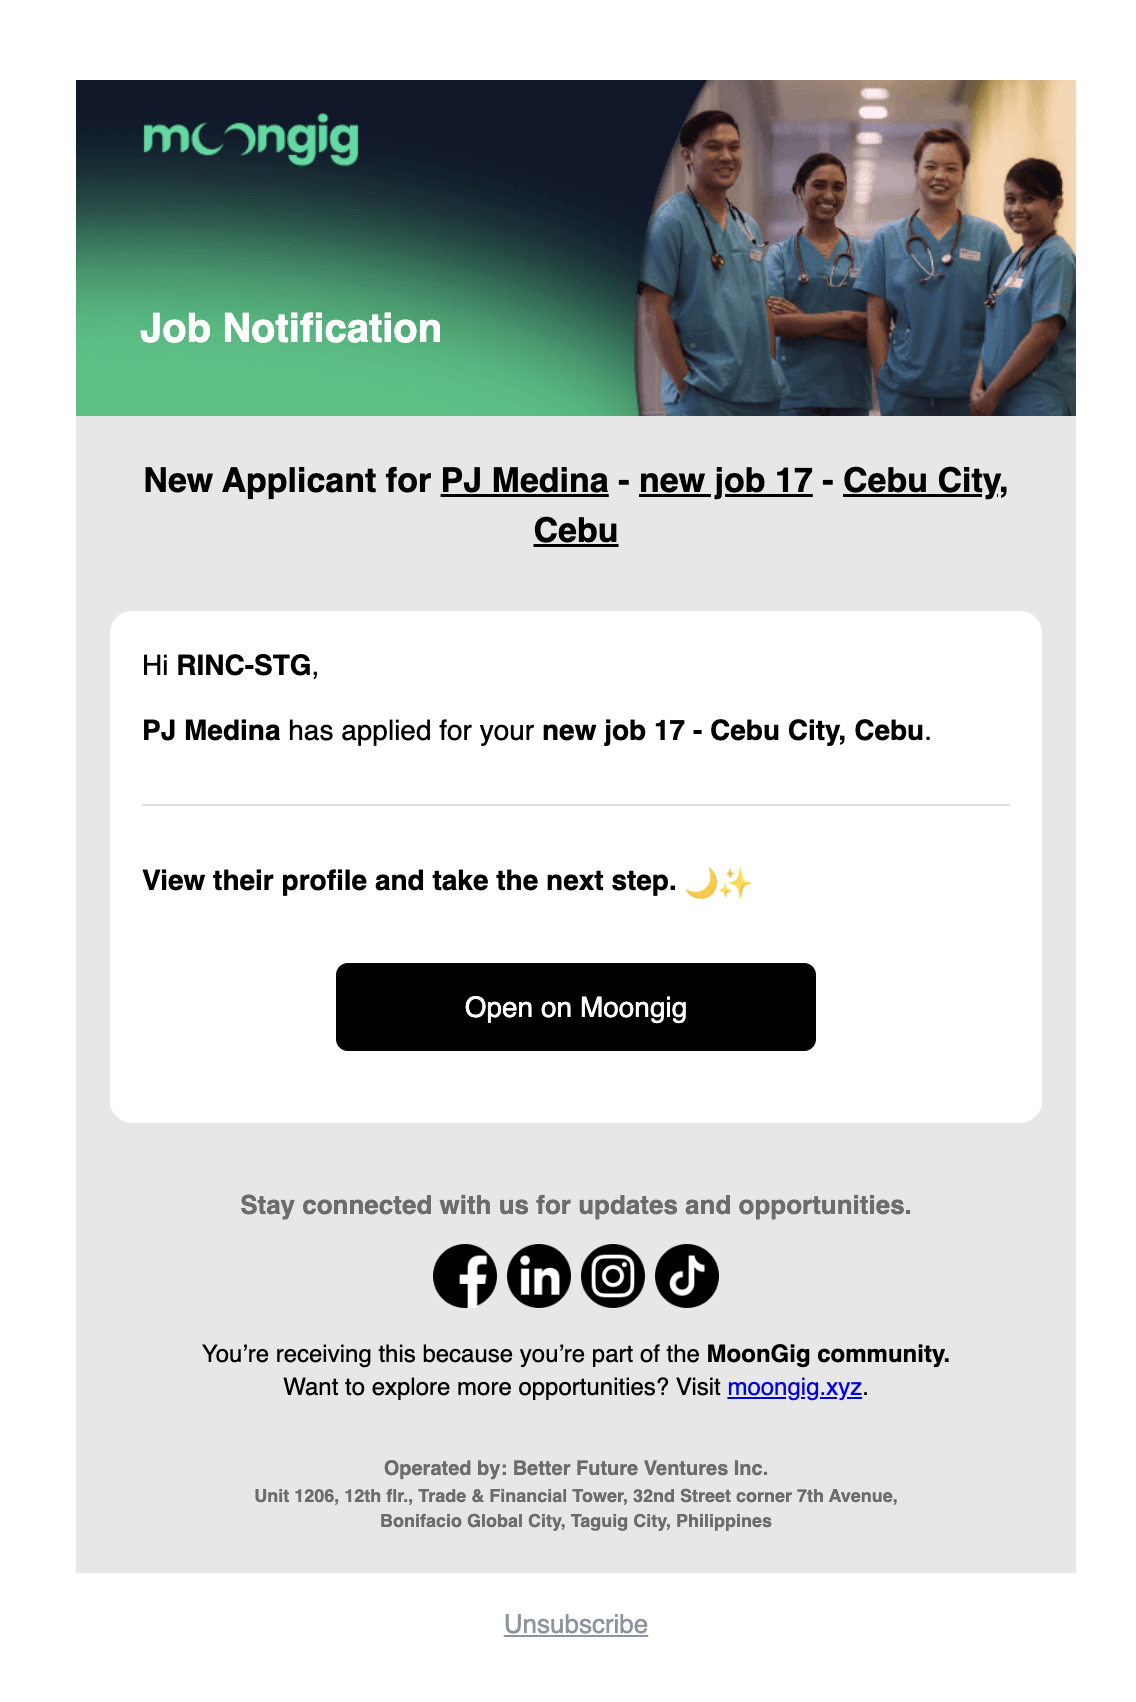 moongig
Job Notification
New Applicant for PJ Medina - new job 17 - Cebu City,
Cebu
Hi RINC-STG,
PJ Medina has applied for your new job 17 - Cebu City, Cebu.
View their profile and take the next step. 🌙✨
Open on Moongig
Stay connected with us for updates and opportunities.
You’re receiving this because you’re part of the MoonGig community.
Want to explore more opportunities? Visit moongig.xyz.
Operated by: Better Future Ventures Inc.
Unit 1206, 12th flr., Trade & Financial Tower, 32nd Street corner 7th Avenue,
Bonifacio Global City, Taguig City, Philippines
Unsubscribe